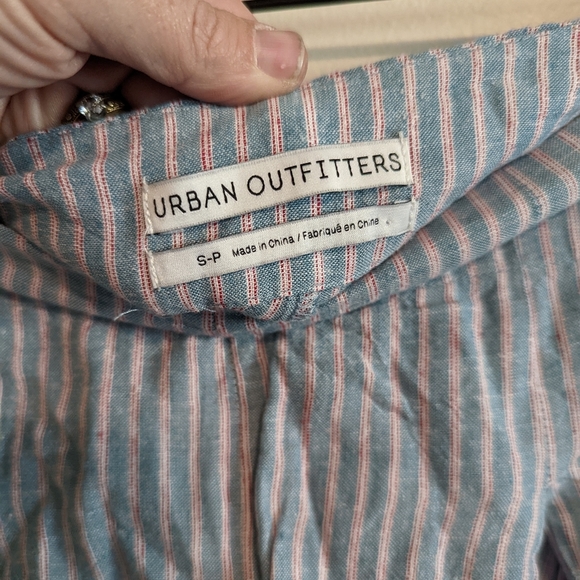 URBAN OUTFITTERS
S-P Made in China / Fabriqué en Chine